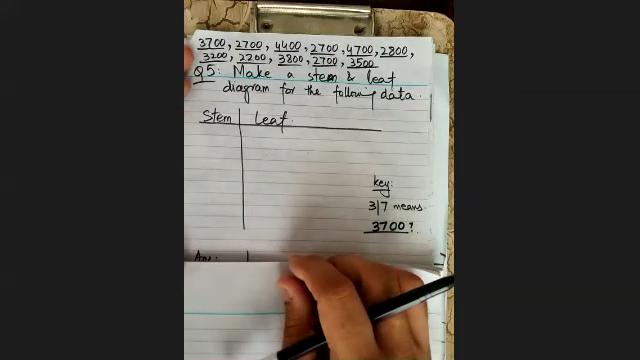 3700, 2700, 4400, 2700, 4700, 2800,
3200, 2200, 3800, 2700, 3500
Q5: Make a stem & leaf
diagram for the following data.
Stem Leaf
key:
3|7 means
3700?
Ans: